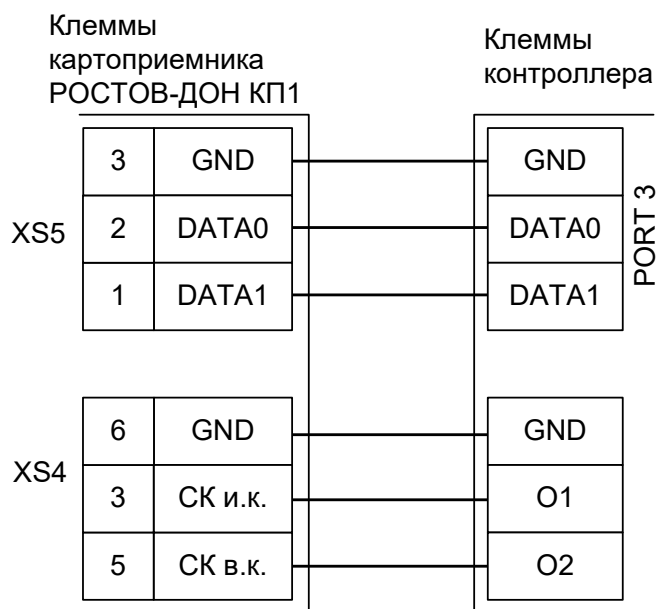 Клеммы
картоприемника
РОСТОВ-ДОН КП1
Клеммы
контроллера
XS5
3 GND
2 DATA0
1 DATA1
GND
DATA0
DATA1
PORT 3
XS4
6 GND
3 СК и.к.
5 СК в.к.
GND
O1
O2